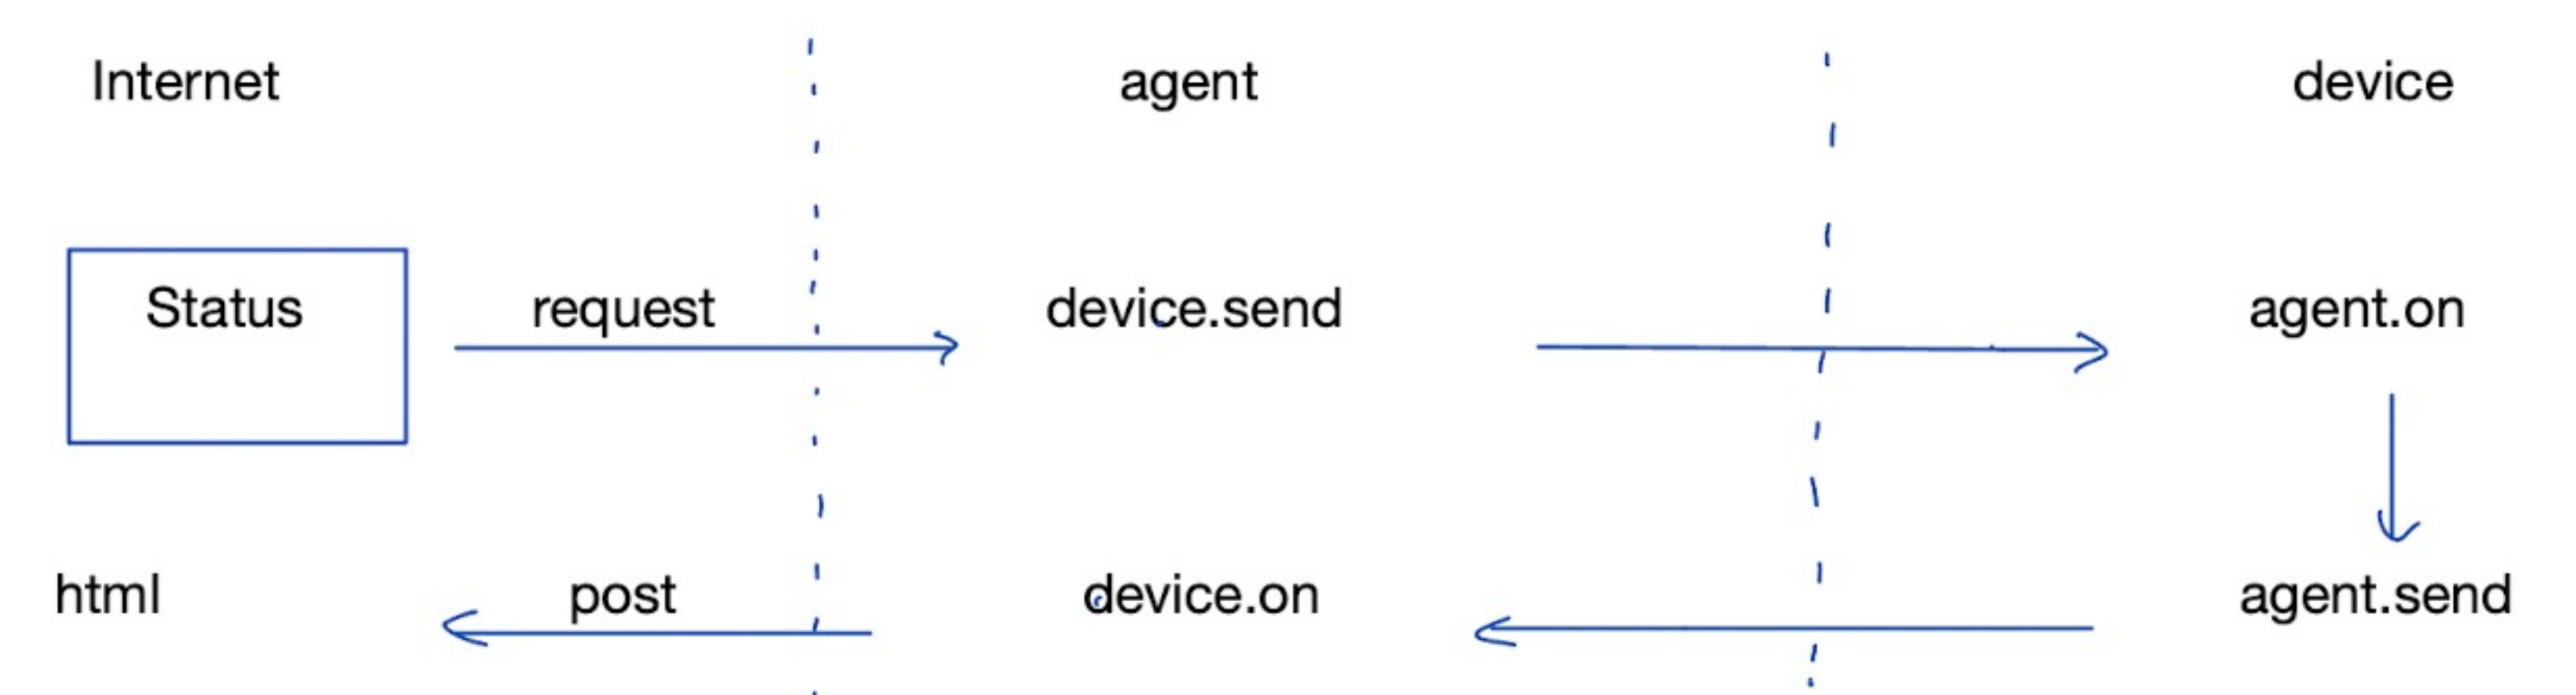 Internet agent device
Status request device.send agent.on
html post device.on agent.send